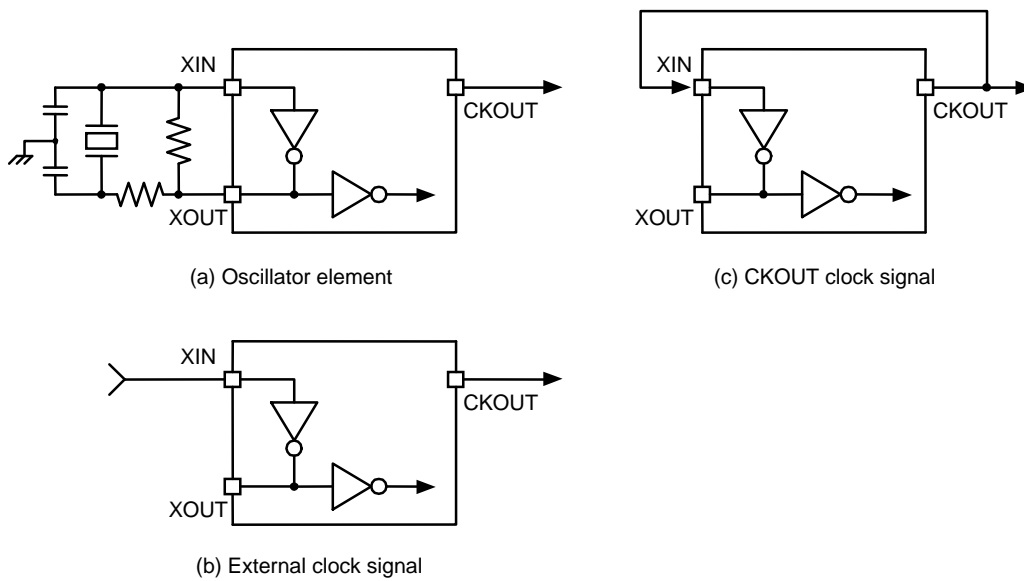 XIN
CKOUT
XOUT
(a) Oscillator element
XIN
CKOUT
XOUT
(c) CKOUT clock signal
XIN
CKOUT
XOUT
(b) External clock signal